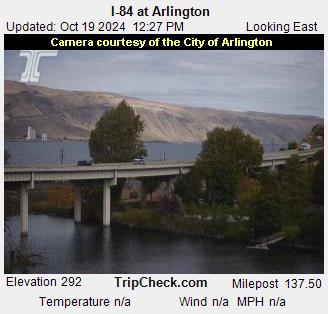 I-84 at Arlington
Updated: Oct 19 2024 12:27 PM Looking East
Camera courtesy of the City of Arlington
Elevation 292 TripCheck.com Milepost 137.50
Temperature n/a Wind n/a MPH n/a